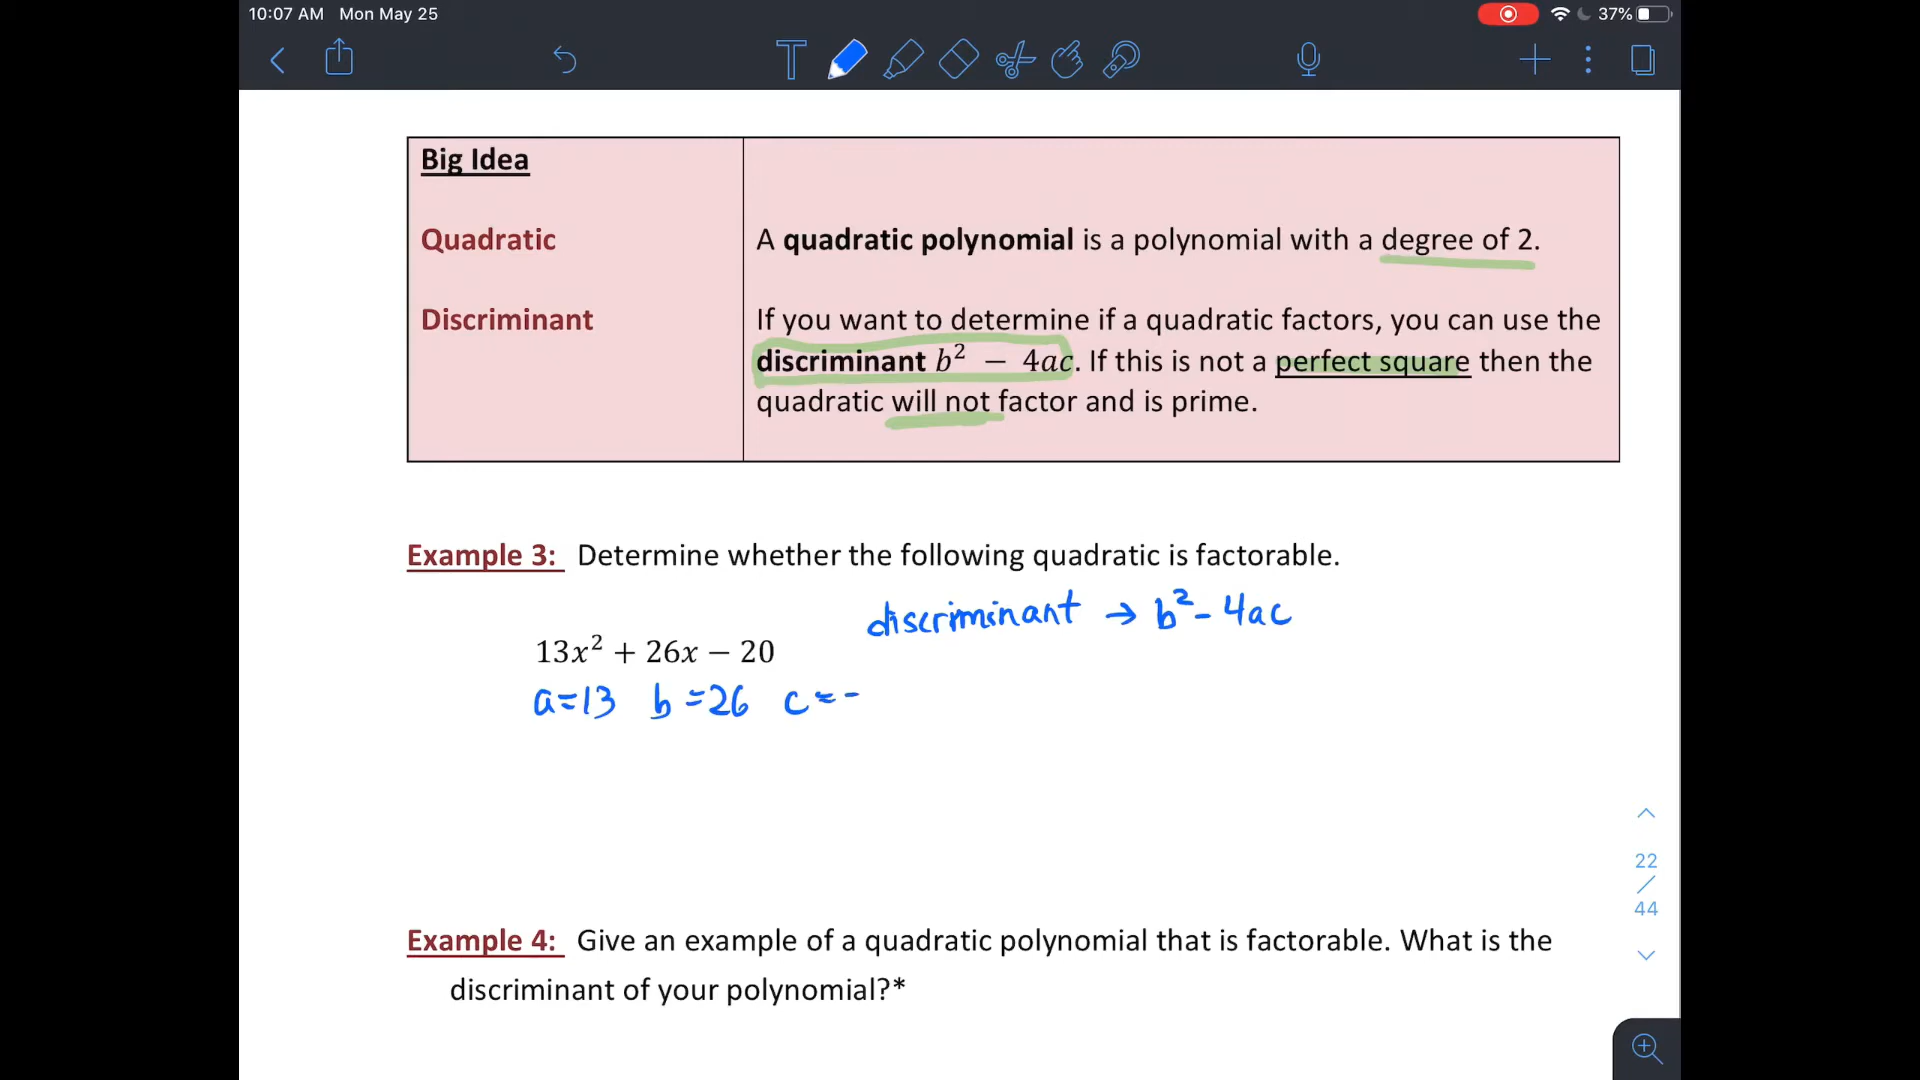 10:07 AM Mon May 25
37%
Big Idea
Quadratic
A quadratic polynomial is a polynomial with a degree of 2.
Discriminant
If you want to determine if a quadratic factors, you can use the
discriminant b² − 4ac. If this is not a perfect square then the
quadratic will not factor and is prime.
Example 3: Determine whether the following quadratic is factorable.
discriminant → b² - 4ac
13x² + 26x − 20
a=13 b=26 c=-
22
/
44
Example 4: Give an example of a quadratic polynomial that is factorable. What is the
discriminant of your polynomial?*